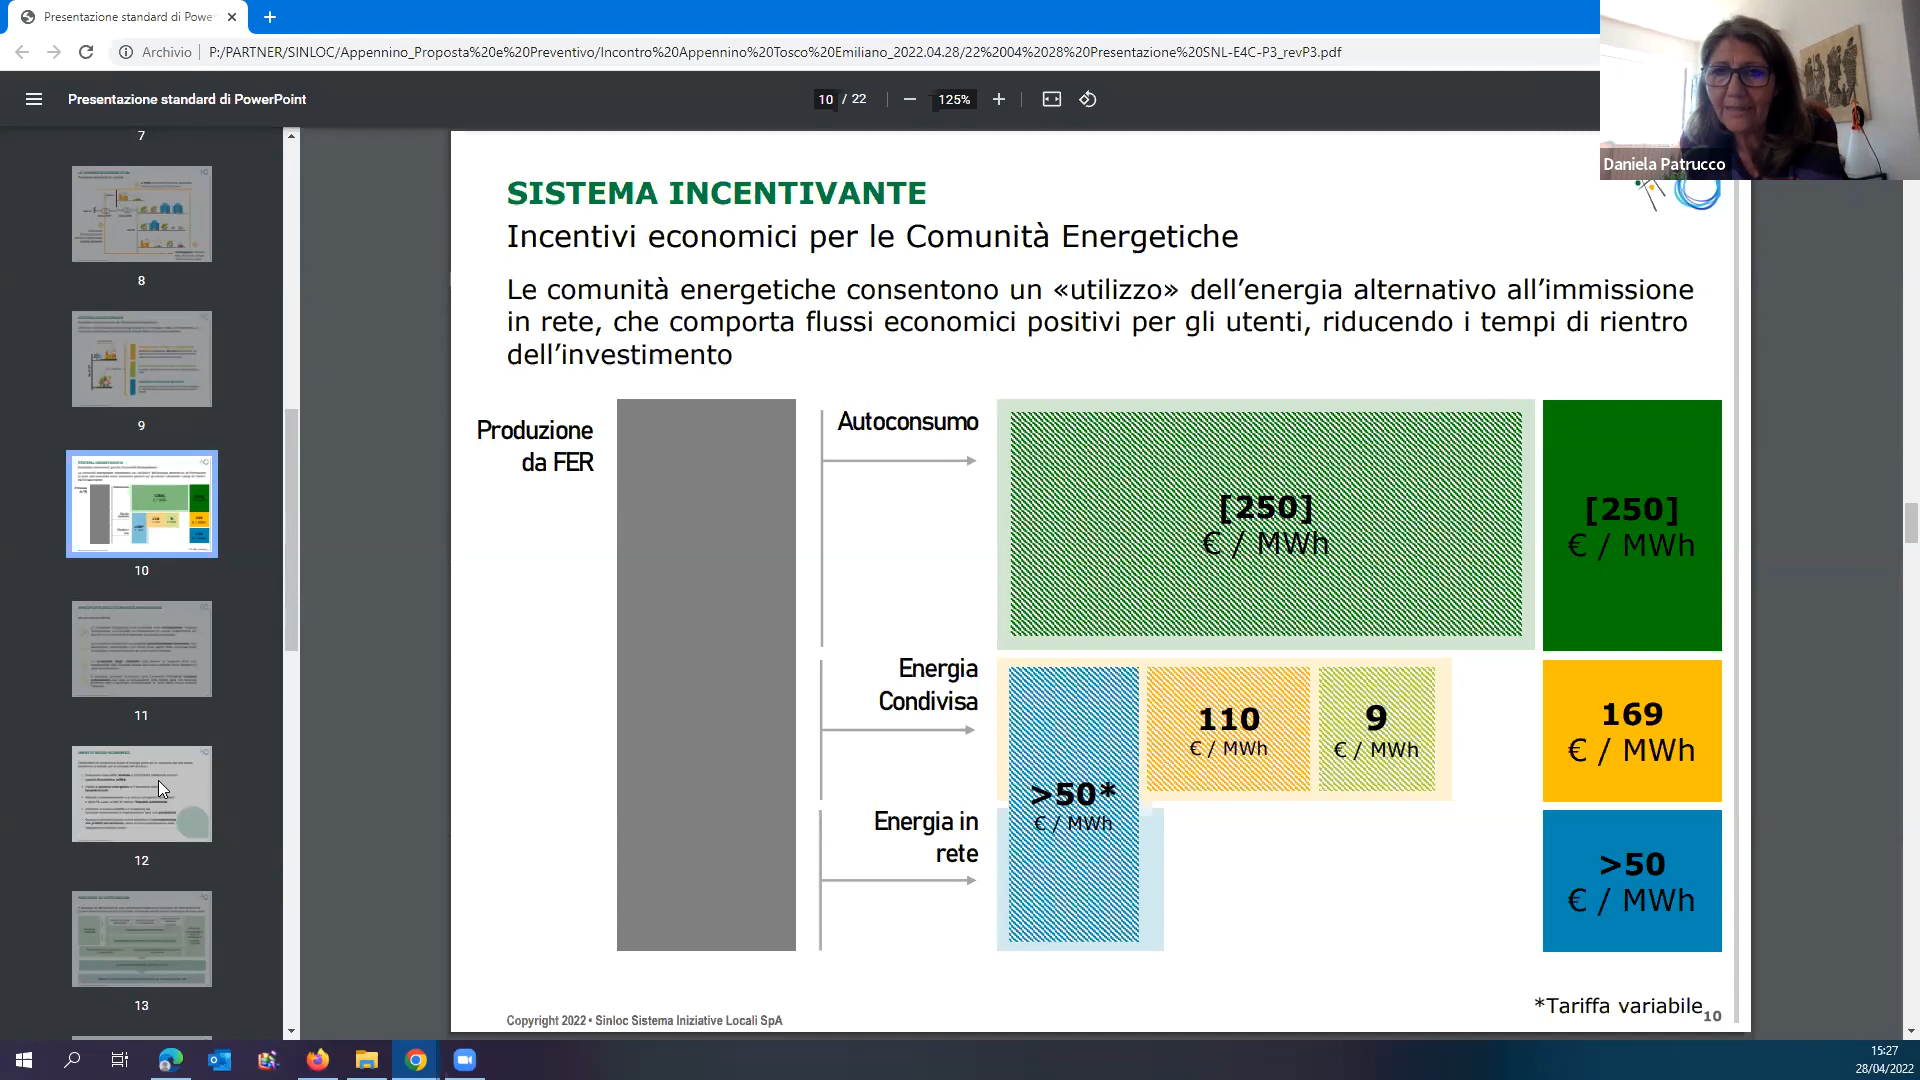 Presentazione standard di Power
Archivio
P:/PARTNER/SINLOC/Appennino_Proposta%20e%20Preventivo/Incontro%20Appennino%20Tosco%20Emiliano_2022.04.28/22%2004%2028%20Presentazione%20SNL-E4C-P3_revP3.pdf
Presentazione standard di PowerPoint
10 / 22
125%
Daniela Patrucco
7
8
9
10
11
12
13
SISTEMA INCENTIVANTE
Incentivi economici per le Comunità Energetiche
Le comunità energetiche consentono un «utilizzo» dell’energia alternativo all’immissione
in rete, che comporta flussi economici positivi per gli utenti, riducendo i tempi di rientro
dell’investimento
Produzione
da FER
Autoconsumo
[250]
€ / MWh
[250]
€ / MWh
Energia
Condivisa
110
€ / MWh
9
€ / MWh
169
€ / MWh
>50*
€ / MWh
Energia in
rete
>50
€ / MWh
*Tariffa variabile
10
Copyright 2022 • Sinloc Sistema Iniziative Locali SpA
15:27
28/04/2022